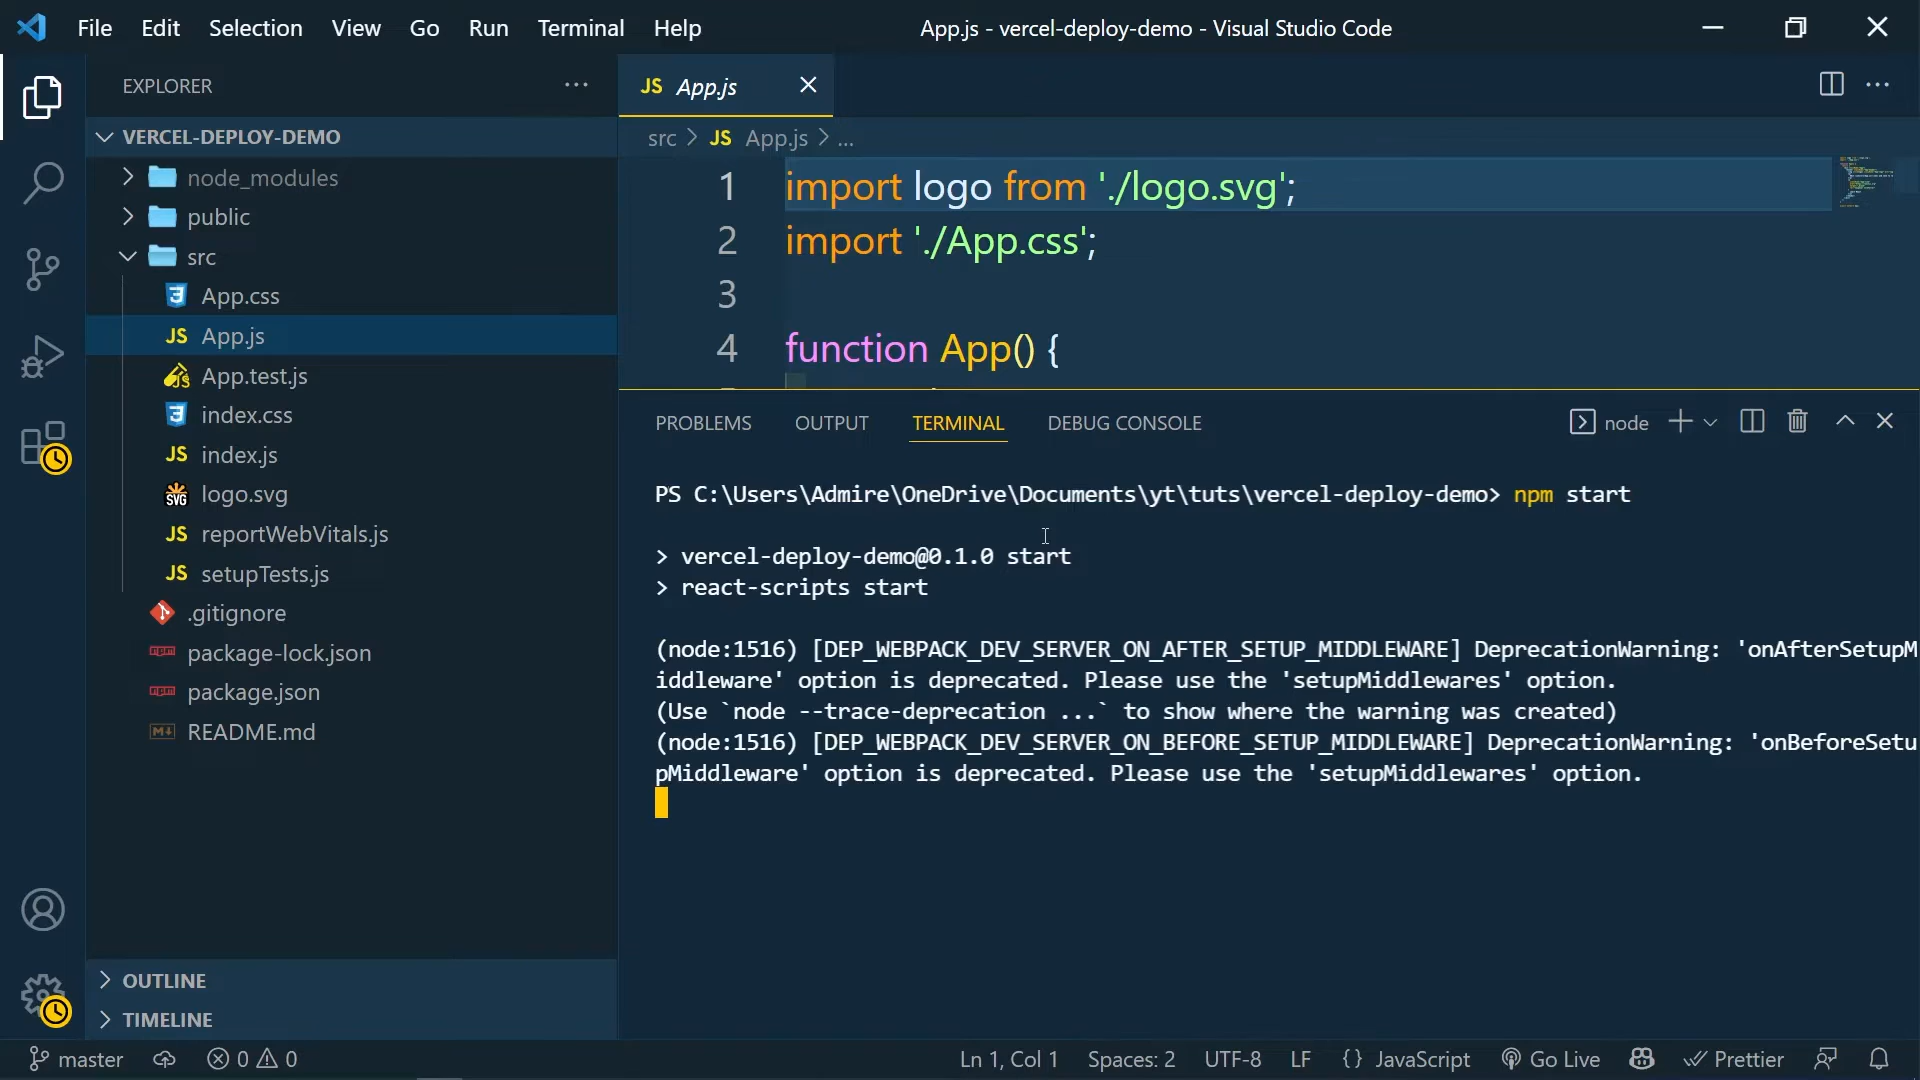 File Edit Selection View Go Run Terminal Help
App.js - vercel-deploy-demo - Visual Studio Code
EXPLORER
VERCEL-DEPLOY-DEMO
node_modules
public
src
App.css
App.js
App.test.js
index.css
index.js
logo.svg
reportWebVitals.js
setupTests.js
.gitignore
package-lock.json
package.json
README.md
OUTLINE
TIMELINE
JS App.js
src > JS App.js > ...
1 import logo from './logo.svg';
2 import './App.css';
3
4 function App() {
PROBLEMS OUTPUT TERMINAL DEBUG CONSOLE
node
PS C:\Users\Admire\OneDrive\Documents\yt\tuts\vercel-deploy-demo> npm start
> vercel-deploy-demo@0.1.0 start
> react-scripts start
(node:1516) [DEP_WEBPACK_DEV_SERVER_ON_AFTER_SETUP_MIDDLEWARE] DeprecationWarning: 'onAfterSetupM
iddleware' option is deprecated. Please use the 'setupMiddlewares' option.
(Use `node --trace-deprecation ...` to show where the warning was created)
(node:1516) [DEP_WEBPACK_DEV_SERVER_ON_BEFORE_SETUP_MIDDLEWARE] DeprecationWarning: 'onBeforeSetu
pMiddleware' option is deprecated. Please use the 'setupMiddlewares' option.
master 0 0 Ln 1, Col 1 Spaces: 2 UTF-8 LF {} JavaScript Go Live Prettier